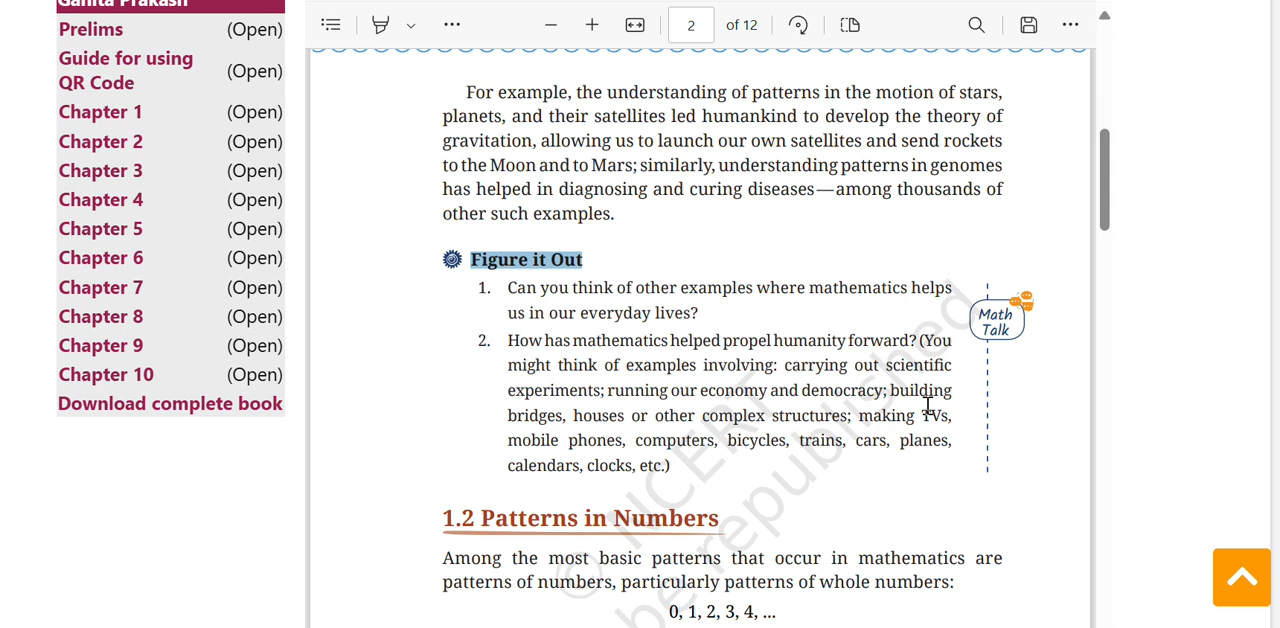 Ganita Prakash
Prelims (Open)
Guide for using
QR Code (Open)
Chapter 1 (Open)
Chapter 2 (Open)
Chapter 3 (Open)
Chapter 4 (Open)
Chapter 5 (Open)
Chapter 6 (Open)
Chapter 7 (Open)
Chapter 8 (Open)
Chapter 9 (Open)
Chapter 10 (Open)
Download complete book
2 of 12
For example, the understanding of patterns in the motion of stars,
planets, and their satellites led humankind to develop the theory of
gravitation, allowing us to launch our own satellites and send rockets
to the Moon and to Mars; similarly, understanding patterns in genomes
has helped in diagnosing and curing diseases—among thousands of
other such examples.
Figure it Out
1. Can you think of other examples where mathematics helps
us in our everyday lives?
2. How has mathematics helped propel humanity forward? (You
might think of examples involving: carrying out scientific
experiments; running our economy and democracy; building
bridges, houses or other complex structures; making TVs,
mobile phones, computers, bicycles, trains, cars, planes,
calendars, clocks, etc.)
Math
Talk
1.2 Patterns in Numbers
Among the most basic patterns that occur in mathematics are
patterns of numbers, particularly patterns of whole numbers:
0, 1, 2, 3, 4, ...
© NCERT
be republished